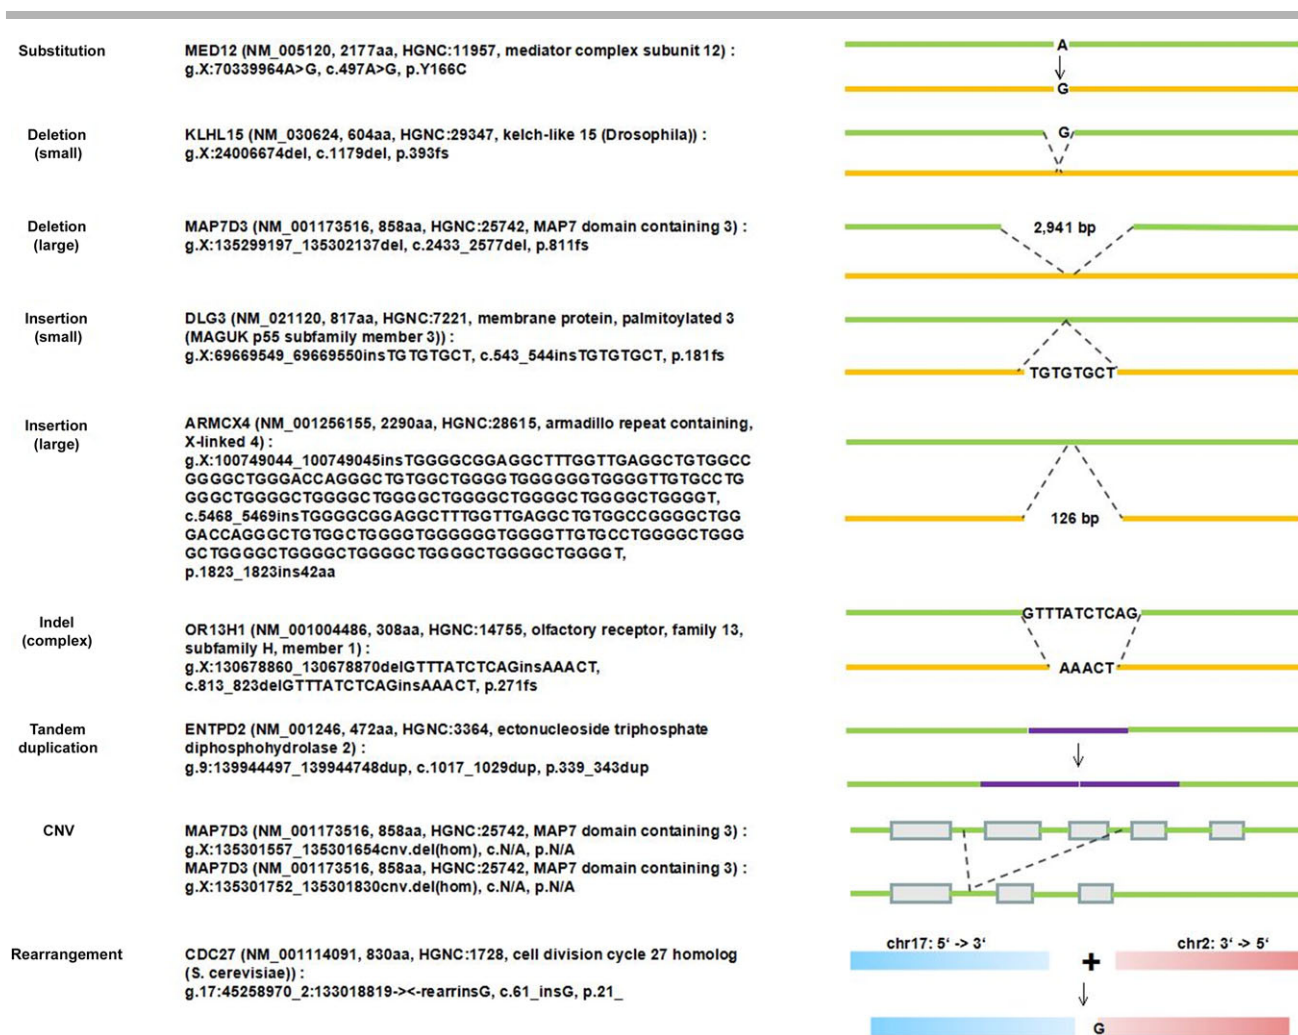 Substitution
MED12 (NM_005120, 2177aa, HGNC:11957, mediator complex subunit 12) :
g.X:70339964A>G, c.497A>G, p.Y166C
A
G
Deletion
(small)
KLHL15 (NM_030624, 604aa, HGNC:29347, kelch-like 15 (Drosophila)) :
g.X:24006674del, c.1179del, p.393fs
G
Deletion
(large)
MAP7D3 (NM_001173516, 858aa, HGNC:25742, MAP7 domain containing 3) :
g.X:135299197_135302137del, c.2433_2577del, p.811fs
2,941 bp
Insertion
(small)
DLG3 (NM_021120, 817aa, HGNC:7221, membrane protein, palmitoylated 3
(MAGUK p55 subfamily member 3)) :
g.X:69669549_69669550insTGTGTGCT, c.543_544insTGTGTGCT, p.181fs
TGTGTGCT
Insertion
(large)
ARMCX4 (NM_001256155, 2290aa, HGNC:28615, armadillo repeat containing,
X-linked 4) :
g.X:100749044_100749045insTGGGGCGGAGGCTTTGGTTGAGGCTGTGGCC
GGGGCTGGGACCAGGGCTGTGGCTGGGGTGGGGGGTGGGGTTGTGCCTG
GGGCTGGGGCTGGGGCTGGGGCTGGGGCTGGGGCTGGGGCTGGGGT,
c.5468_5469insTGGGGCGGAGGCTTTGGTTGAGGCTGTGGCCGGGGCTGG
GACCAGGGCTGTGGCTGGGGTGGGGGGTGGGGTTGTGCCTGGGGCTGGG
GCTGGGGCTGGGGCTGGGGCTGGGGCTGGGGCTGGGGT,
p.1823_1823ins42aa
126 bp
Indel
(complex)
OR13H1 (NM_001004486, 308aa, HGNC:14755, olfactory receptor, family 13,
subfamily H, member 1) :
g.X:130678860_130678870delGTTTATCTCAGinsAAACT,
c.813_823delGTTTATCTCAGinsAAACT, p.271fs
GTTTATCTCAG
AAACT
Tandem
duplication
ENTPD2 (NM_001246, 472aa, HGNC:3364, ectonucleoside triphosphate
diphosphohydrolase 2) :
g.9:139944497_139944748dup, c.1017_1029dup, p.339_343dup
CNV
MAP7D3 (NM_001173516, 858aa, HGNC:25742, MAP7 domain containing 3) :
g.X:135301557_135301654cnv.del(hom), c.N/A, p.N/A
MAP7D3 (NM_001173516, 858aa, HGNC:25742, MAP7 domain containing 3) :
g.X:135301752_135301830cnv.del(hom), c.N/A, p.N/A
Rearrangement
CDC27 (NM_001114091, 830aa, HGNC:1728, cell division cycle 27 homolog
(S. cerevisiae)) :
g.17:45258970_2:133018819-><-rearrinsG, c.61_insG, p.21_
chr17: 5‘ -> 3‘
chr2: 3‘ -> 5‘
+
G